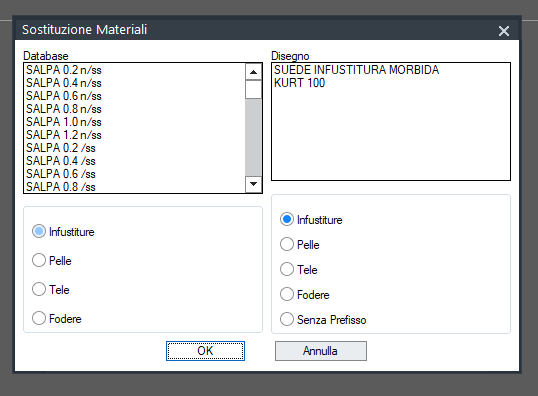 Sostituzione Materiali
Database
SALPA 0.2 n/ss
SALPA 0.4 n/ss
SALPA 0.6 n/ss
SALPA 0.8 n/ss
SALPA 1.0 n/ss
SALPA 1.2 n/ss
SALPA 0.2 /ss
SALPA 0.4 /ss
SALPA 0.6 /ss
SALPA 0.8 /ss
Infustiture
Pelle
Tele
Fodere
Disegno
SUEDE INFUSTITURA MORBIDA
KURT 100
Infustiture
Pelle
Tele
Fodere
Senza Prefisso
OK
Annulla